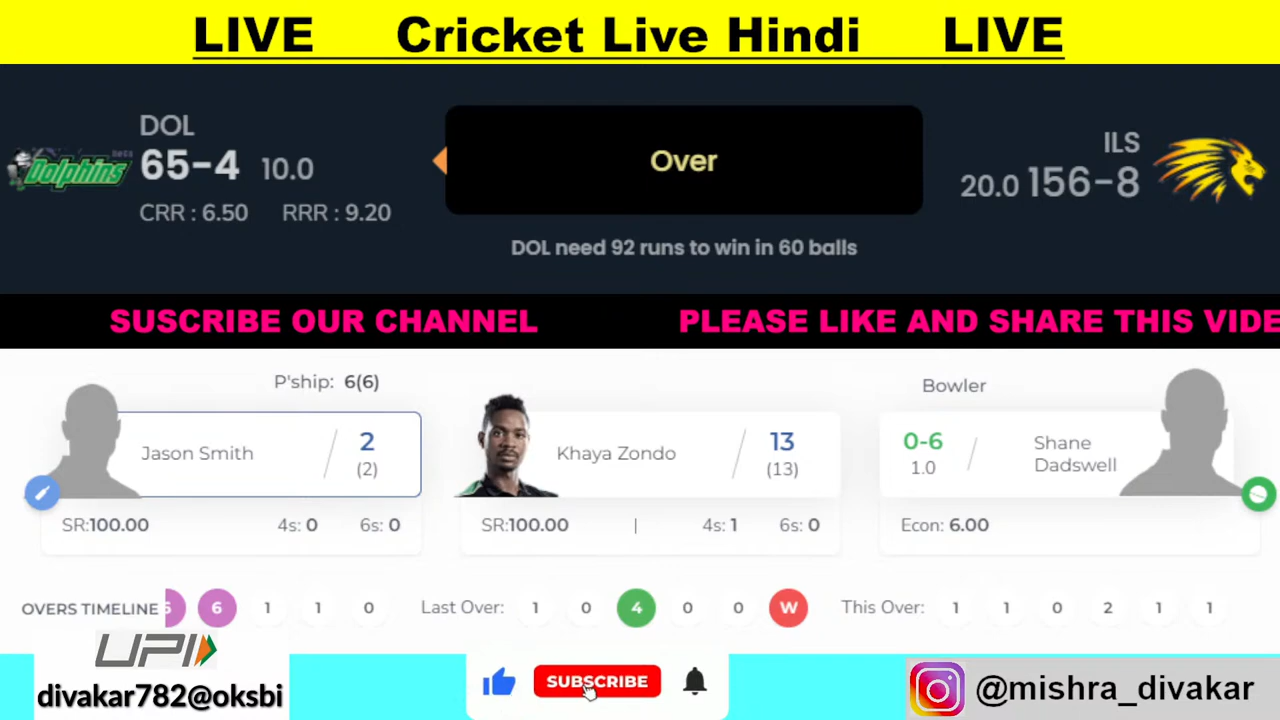 LIVE Cricket Live Hindi LIVE
DOL
65-4 10.0
CRR : 6.50 RRR : 9.20
Dolphins
Over
DOL need 92 runs to win in 60 balls
ILS
20.0 156-8
SUSCRIBE OUR CHANNEL PLEASE LIKE AND SHARE THIS VIDE
P'ship: 6(6)
Jason Smith 2
(2)
SR:100.00 4s: 0 6s: 0
Khaya Zondo 13
(13)
SR:100.00 | 4s: 1 6s: 0
Bowler
0-6 Shane
1.0 Dadswell
Econ: 6.00
OVERS TIMELINE 6 1 1 0 Last Over: 1 0 4 0 0 W This Over: 1 1 0 2 1 1
UPI
divakar782@oksbi
SUBSCRIBE
@mishra_divakar